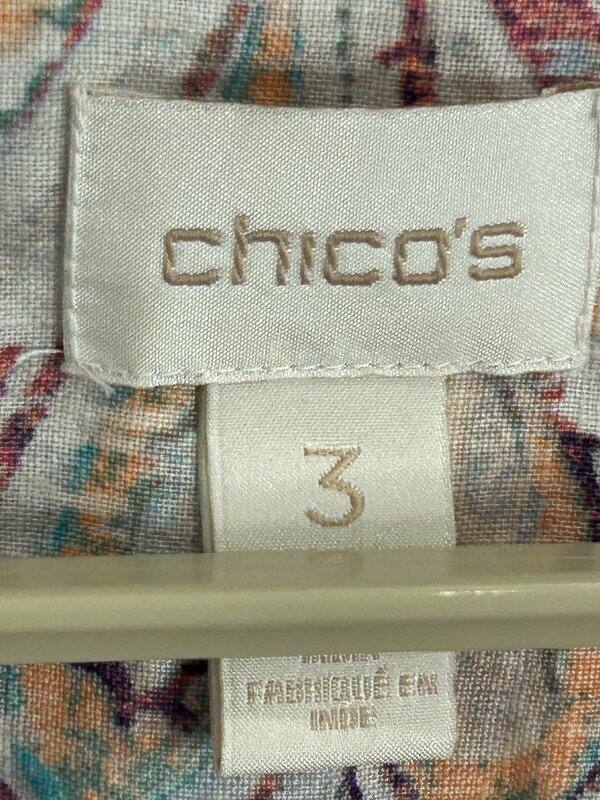 chico's
3
FABRIQUÉ EN
INDE